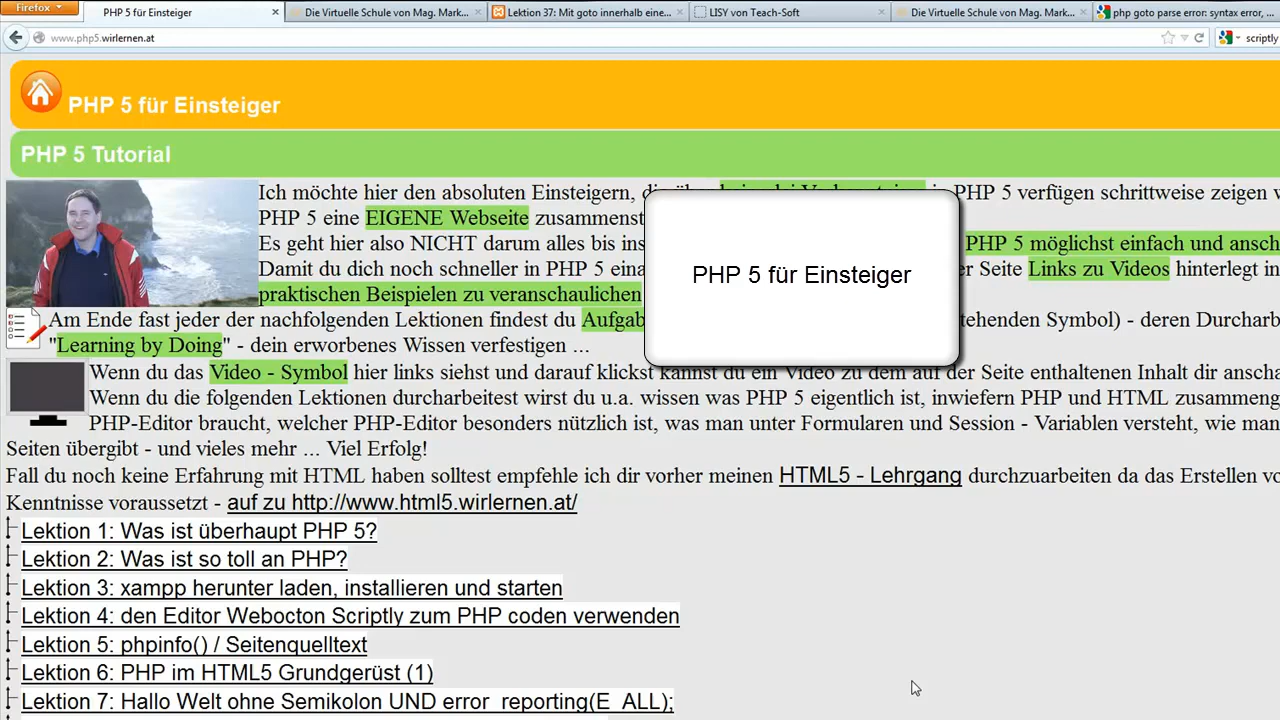 Firefox
PHP 5 für Einsteiger
Die Virtuelle Schule von Mag. Mark...
Lektion 37: Mit goto innerhalb eine...
LISY von Teach-Soft
Die Virtuelle Schule von Mag. Mark...
php goto parse error: syntax error, ...
www.php5.wirlernen.at
scriptly
PHP 5 für Einsteiger
PHP 5 Tutorial
Ich möchte hier den absoluten Einsteigern, die über keinerlei Vorkenntnisse in PHP 5 verfügen schrittweise zeigen
PHP 5 eine EIGENE Webseite
Es geht hier also NICHT darum alles bis ins PHP 5 möglichst einfach und ansch
Damit du dich noch schneller in PHP 5 Seite Links zu Videos hinterlegt in
praktischen Beispielen zu veranschaulichen
PHP 5 für Einsteiger
Am Ende fast jeder der nachfolgenden Lektionen findest du Aufgab tehenden Symbol) - deren Durcharb
"Learning by Doing" - dein erworbenes Wissen verfestigen ...
Wenn du das Video - Symbol hier links siehst und darauf klickst kannst du ein Video zu dem auf der Seite enthaltenen Inhalt dir anscha
Wenn du die folgenden Lektionen durcharbeitest wirst du u.a. wissen was PHP 5 eigentlich ist, inwiefern PHP und HTML zusammeng
PHP-Editor braucht, welcher PHP-Editor besonders nützlich ist, was man unter Formularen und Session - Variablen versteht, wie man
Seiten übergibt - und vieles mehr ... Viel Erfolg!
Fall du noch keine Erfahrung mit HTML haben solltest empfehle ich dir vorher meinen HTML5 - Lehrgang durchzuarbeiten da das Erstellen vo
Kenntnisse voraussetzt - auf zu http://www.html5.wirlernen.at/
Lektion 1: Was ist überhaupt PHP 5?
Lektion 2: Was ist so toll an PHP?
Lektion 3: xampp herunter laden, installieren und starten
Lektion 4: den Editor Webocton Scriptly zum PHP coden verwenden
Lektion 5: phpinfo() / Seitenquelltext
Lektion 6: PHP im HTML5 Grundgerüst (1)
Lektion 7: Hallo Welt ohne Semikolon UND error_reporting(E_ALL);